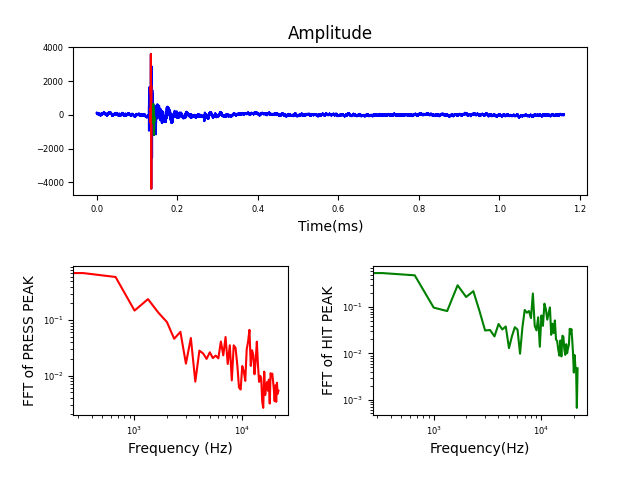 Amplitude
4000
2000
0
−2000
−4000
0.0 0.2 0.4 0.6 0.8 1.0 1.2
Time(ms)
FFT of PRESS PEAK
10⁻¹
10⁻²
10³ 10⁴
Frequency (Hz)
FFT of HIT PEAK
10⁻¹
10⁻²
10⁻³
10³ 10⁴
Frequency(Hz)